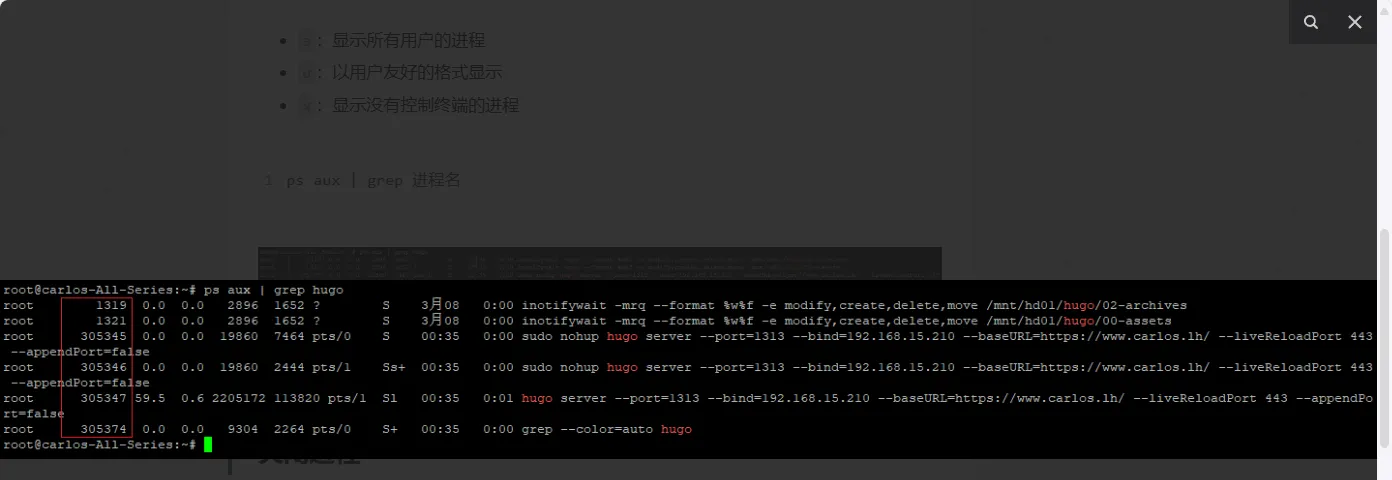 a：显示所有用户的进程
u：以用户友好的格式显示
x：显示没有控制终端的进程
1 ps aux | grep 进程名
root@carlos-All-Series:~# ps aux | grep hugo
root 1319 0.0 0.0 2896 1652 ? S 3月08 0:00 inotifywait -mrq --format %w%f -e modify,create,delete,move /mnt/hd01/hugo/02-archives
root 1321 0.0 0.0 2896 1652 ? S 3月08 0:00 inotifywait -mrq --format %w%f -e modify,create,delete,move /mnt/hd01/hugo/00-assets
root 305345 0.0 0.0 19860 7464 pts/0 S 00:35 0:00 sudo nohup hugo server --port=1313 --bind=192.168.15.210 --baseURL=https://www.carlos.lh/ --liveReloadPort 443
--appendPort=false
root 305346 0.0 0.0 19860 2444 pts/1 Ss+ 00:35 0:00 sudo nohup hugo server --port=1313 --bind=192.168.15.210 --baseURL=https://www.carlos.lh/ --liveReloadPort 443
--appendPort=false
root 305347 59.5 0.6 2205172 113820 pts/1 Sl 00:35 0:01 hugo server --port=1313 --bind=192.168.15.210 --baseURL=https://www.carlos.lh/ --liveReloadPort 443 --appendPo
rt=false
root 305374 0.0 0.0 9304 2264 pts/0 S+ 00:35 0:00 grep --color=auto hugo
root@carlos-All-Series:~#